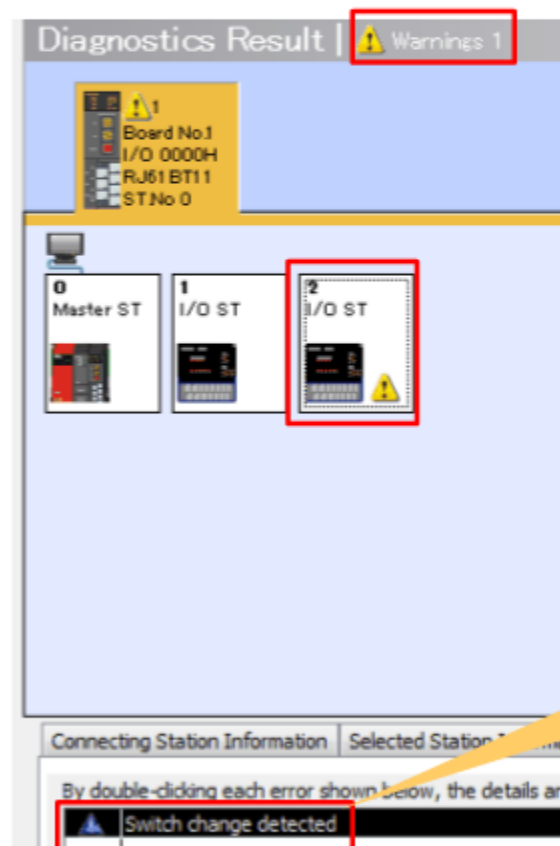 Diagnostics Result | Warnings 1
1
Board No.1
I/O 0000H
RJ61BT11
ST.No 0
0
Master ST
1
I/O ST
2
I/O ST
Connecting Station Information
Selected Station
By double-clicking each error shown below, the details
Switch change detected